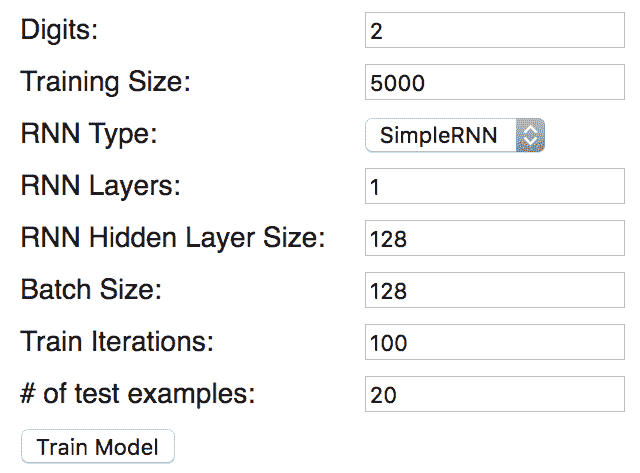 Digits: 2
Training Size: 5000
RNN Type: SimpleRNN
RNN Layers: 1
RNN Hidden Layer Size: 128
Batch Size: 128
Train Iterations: 100
# of test examples: 20
Train Model